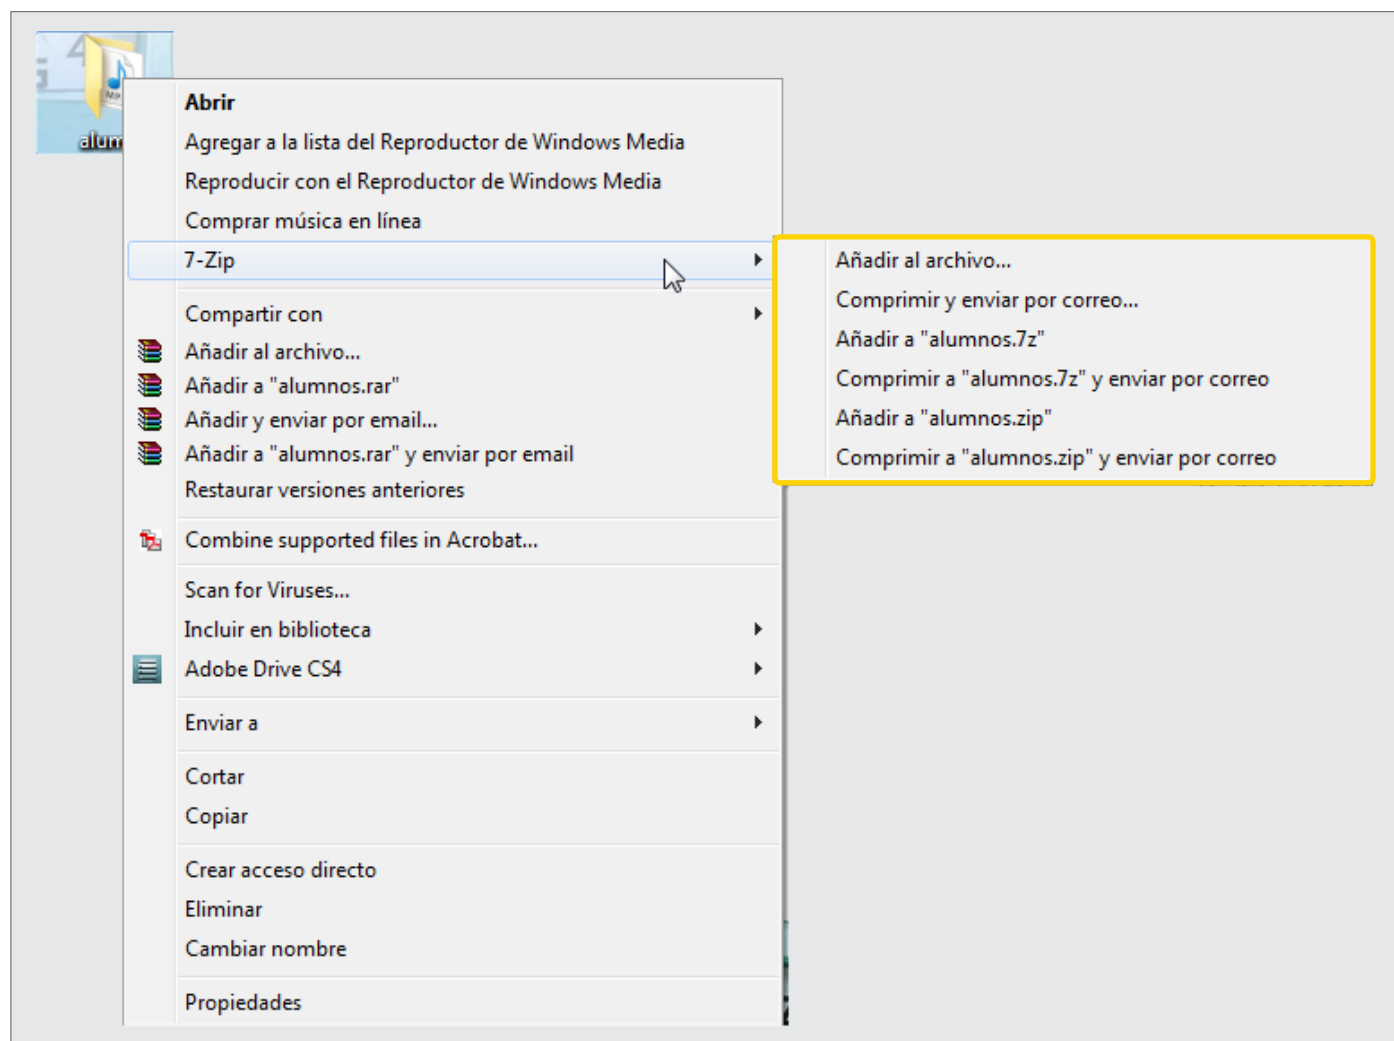 Abrir
Agregar a la lista del Reproductor de Windows Media
Reproducir con el Reproductor de Windows Media
Comprar música en línea
7-Zip
Compartir con
Añadir al archivo...
Añadir a "alumnos.rar"
Añadir y enviar por email...
Añadir a "alumnos.rar" y enviar por email
Restaurar versiones anteriores
Combine supported files in Acrobat...
Scan for Viruses...
Incluir en biblioteca
Adobe Drive CS4
Enviar a
Cortar
Copiar
Crear acceso directo
Eliminar
Cambiar nombre
Propiedades
Añadir al archivo...
Comprimir y enviar por correo...
Añadir a "alumnos.7z"
Comprimir a "alumnos.7z" y enviar por correo
Añadir a "alumnos.zip"
Comprimir a "alumnos.zip" y enviar por correo